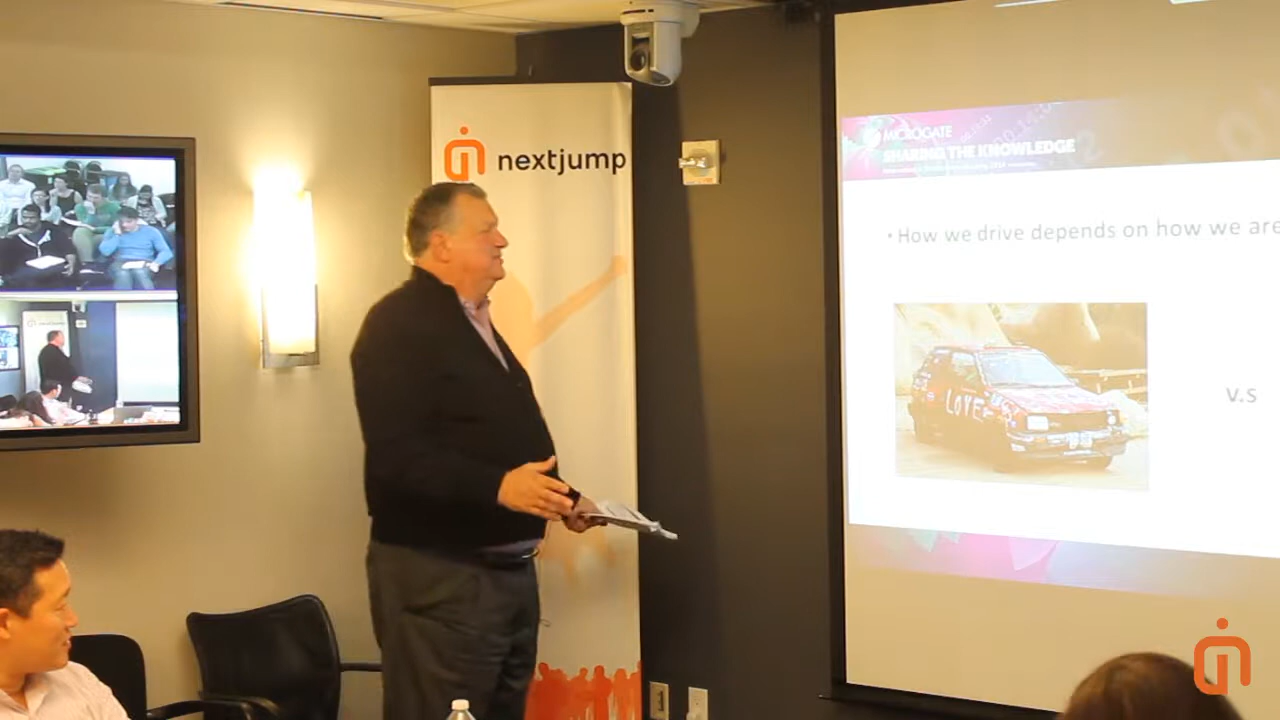 nextjump
MICROGATE
SHARING THE KNOWLEDGE
• How we drive depends on how we are
LOVE
v.s